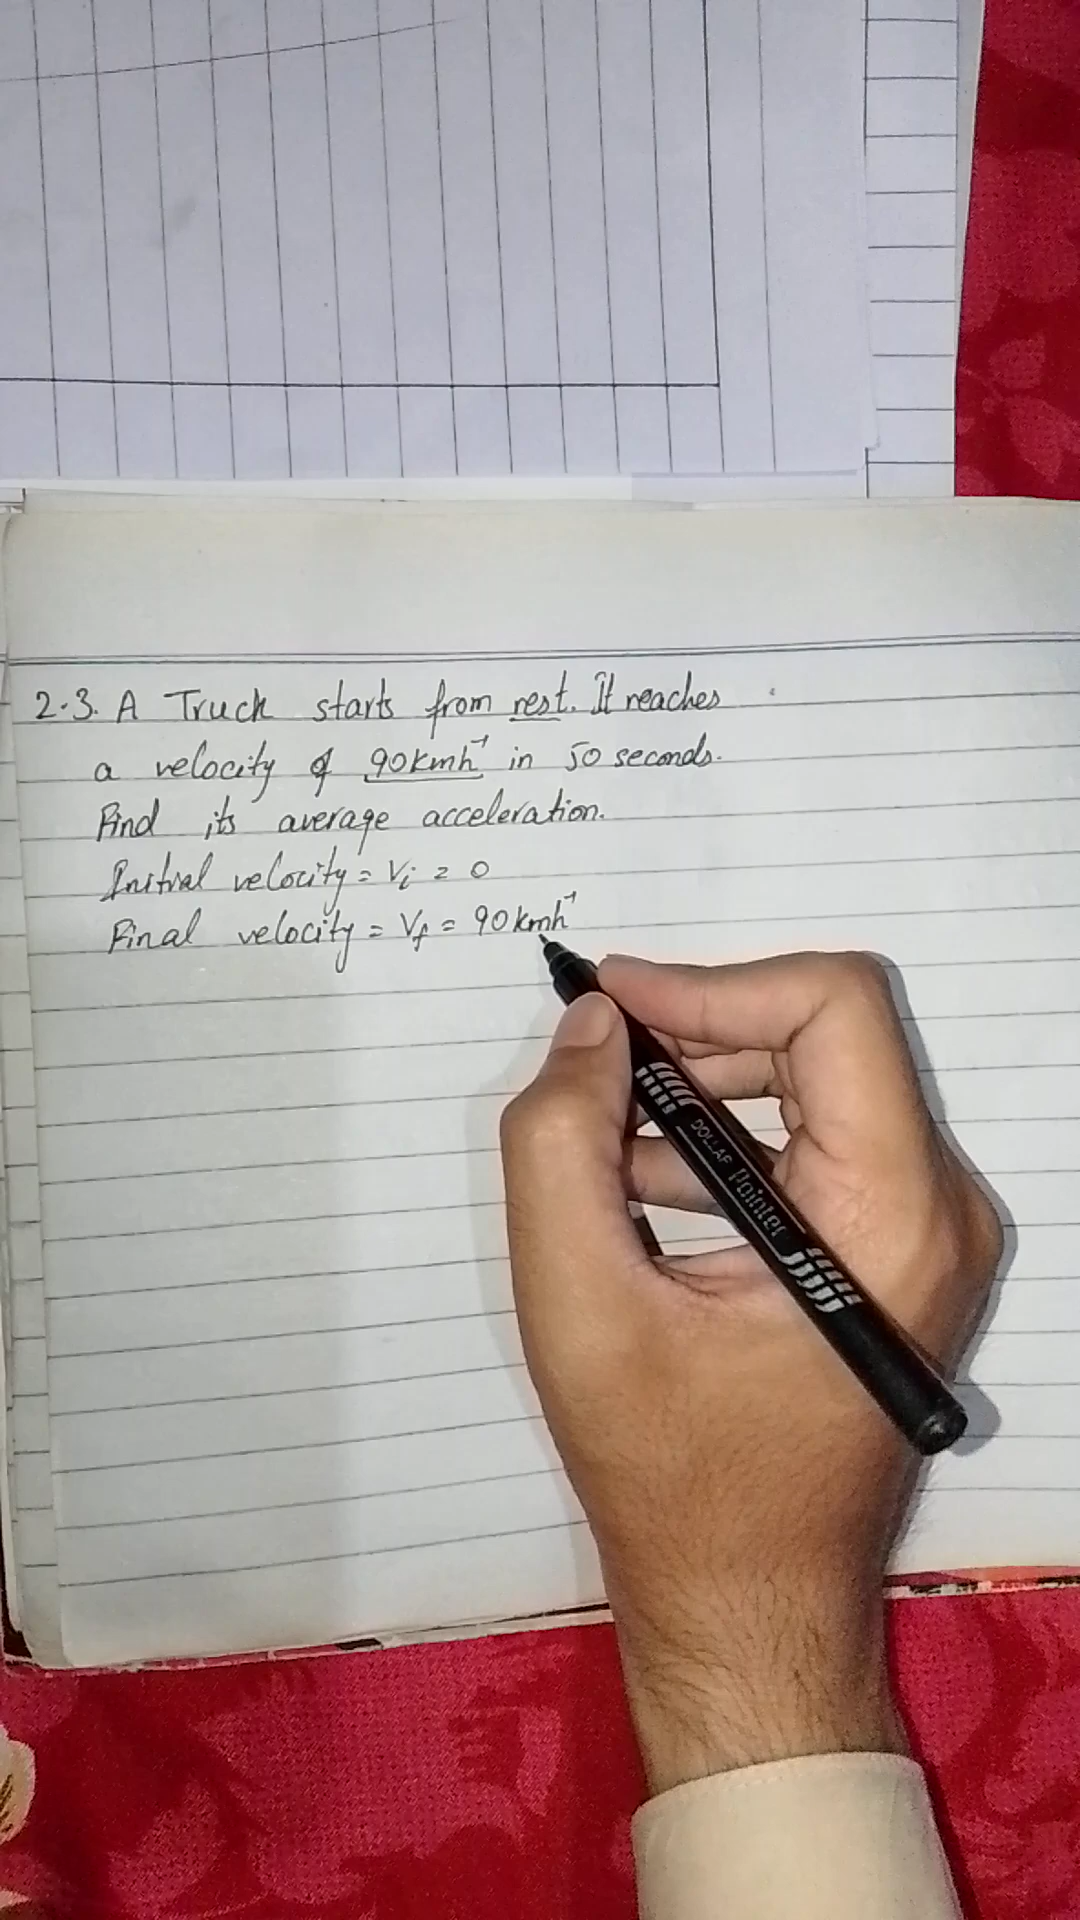 2.3. A Truck starts from rest. It reaches
a velocity of 90kmh⁻¹ in 50 seconds.
Find its average acceleration.
Initial velocity = Vi = 0
Final velocity = Vf = 90kmh⁻¹
DOLLAR Pointer